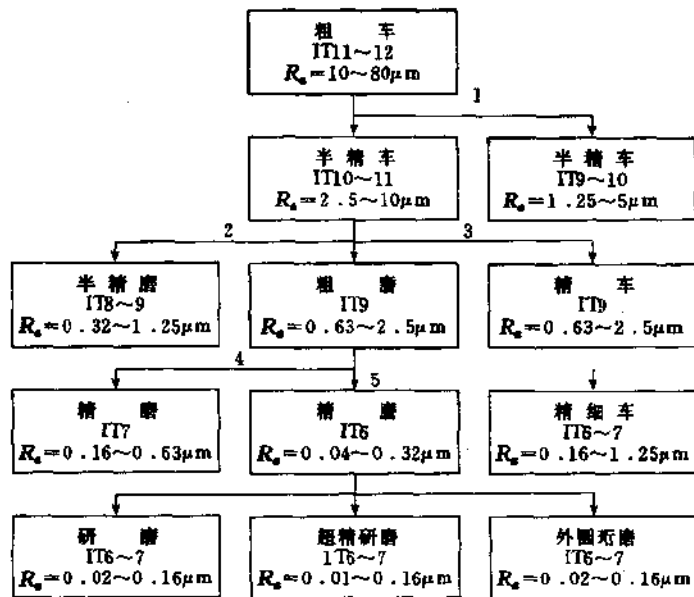 粗 车
IT11~12
Ra=10~80μm
1
半 精 车
IT10~11
Ra=2.5~10μm
半 精 车
IT9~10
Ra=1.25~5μm
2
3
半 精 磨
IT8~9
Ra=0.32~1.25μm
粗 磨
IT9
Ra=0.63~2.5μm
精 车
IT9
Ra=0.63~2.5μm
4
5
精 磨
IT7
Ra=0.16~0.63μm
精 磨
IT6
Ra=0.04~0.32μm
精 细 车
IT6~7
Ra=0.16~1.25μm
研 磨
IT6~7
Ra=0.02~0.16μm
超精研磨
IT6~7
Ra=0.01~0.16μm
外圆珩磨
IT6~7
Ra=0.02~0.16μm